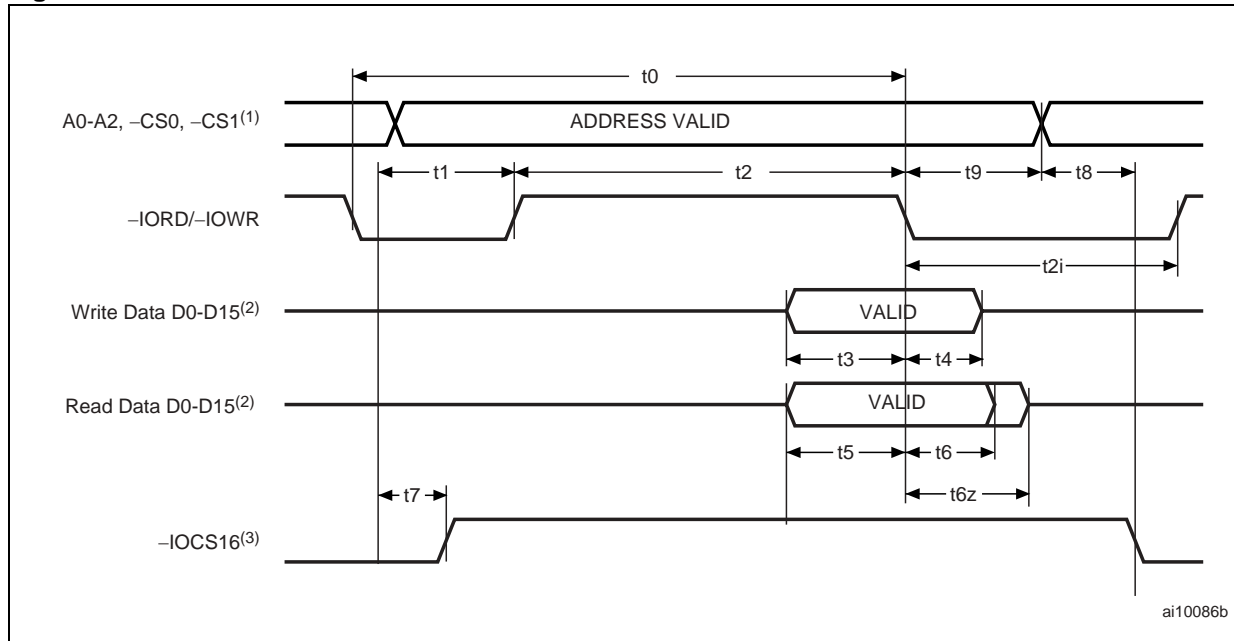 t0
A0-A2, –CS0, –CS1(1)
ADDRESS VALID
t1
t2
t9
t8
–IORD/–IOWR
t2i
Write Data D0-D15(2)
VALID
t3
t4
Read Data D0-D15(2)
VALID
t5
t6
t7
t6z
–IOCS16(3)
ai10086b